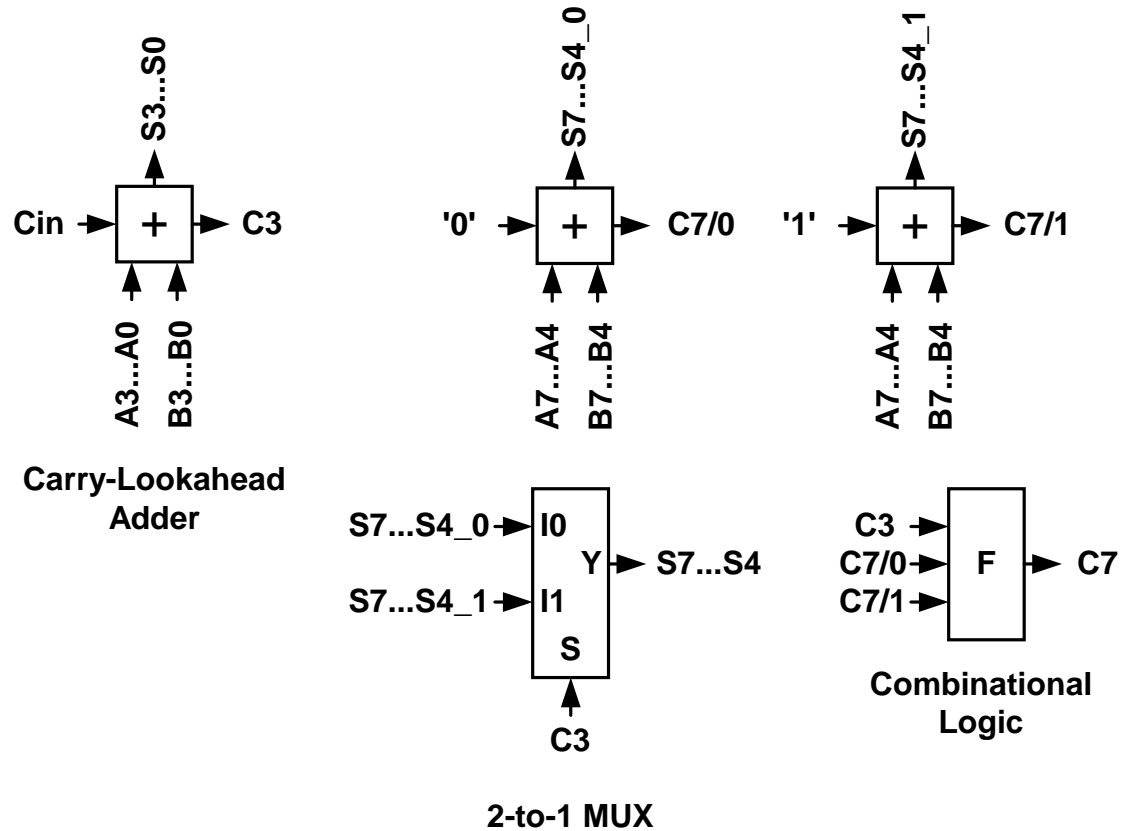 S3...S0
Cin
+
C3
A3...A0
B3...B0
Carry-Lookahead
Adder
S7...S4_0
'0'
+
C7/0
A7...A4
B7...B4
S7...S4_1
'1'
+
C7/1
A7...A4
B7...B4
S7...S4_0
I0
Y
S7...S4
S7...S4_1
I1
S
C3
2-to-1 MUX
C3
C7/0
C7/1
F
C7
Combinational
Logic